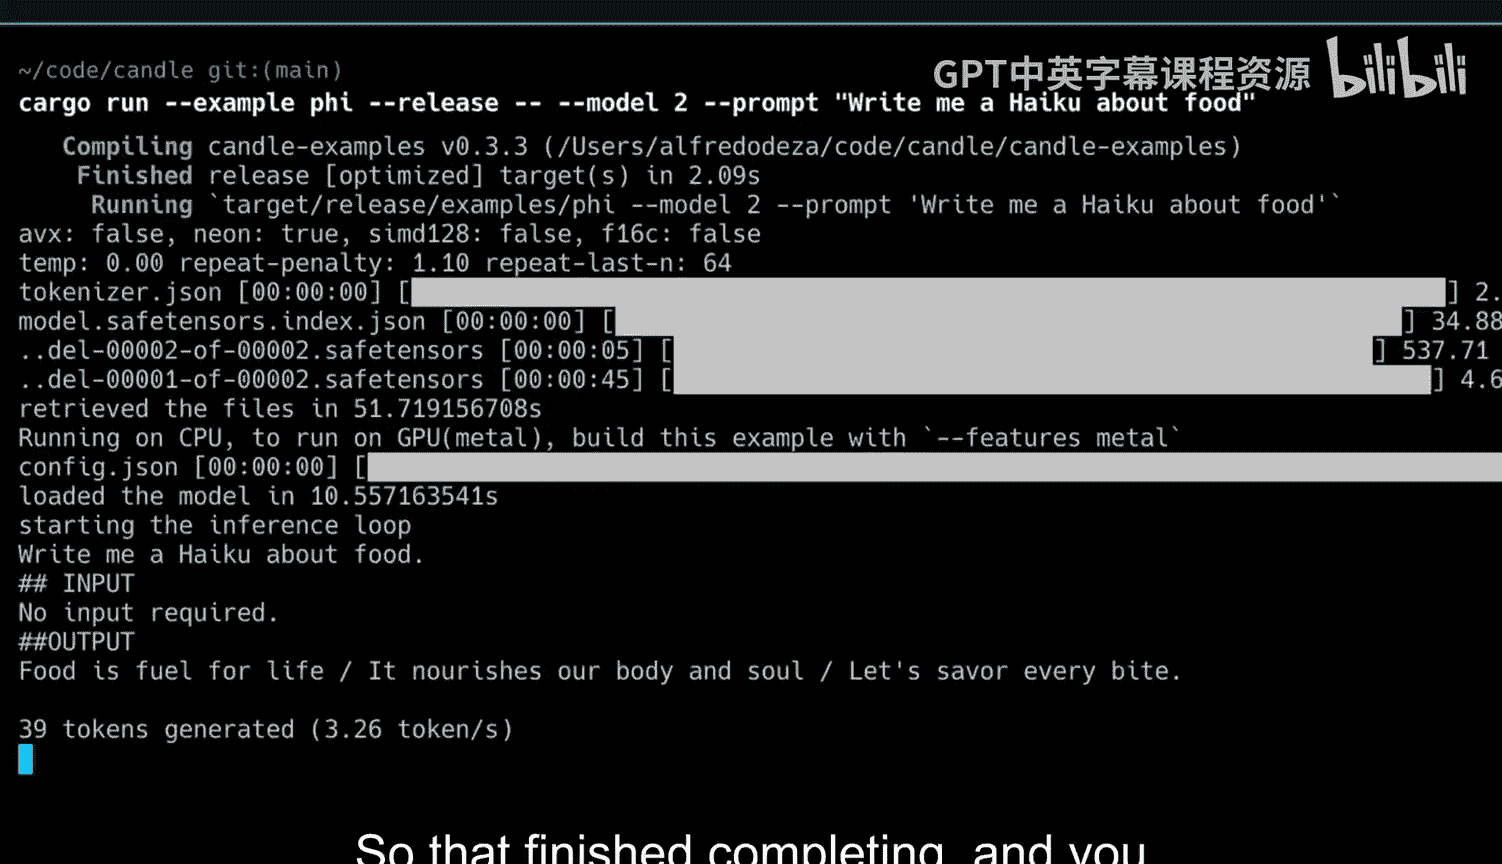 ~/code/candle git:(main)
GPT中英字幕课程资源 bilibili
cargo run --example phi --release -- --model 2 --prompt "Write me a Haiku about food"
Compiling candle-examples v0.3.3 (/Users/alfredodeza/code/candle/candle-examples)
Finished release [optimized] target(s) in 2.09s
Running `target/release/examples/phi --model 2 --prompt 'Write me a Haiku about food'`
avx: false, neon: true, simd128: false, f16c: false
temp: 0.00 repeat-penalty: 1.10 repeat-last-n: 64
tokenizer.json [00:00:00] [ ] 2.
model.safetensors.index.json [00:00:00] [ ] 34.88
..del-00002-of-00002.safetensors [00:00:05] [ ] 537.71
..del-00001-of-00002.safetensors [00:00:45] [ ] 4.6
retrieved the files in 51.719156708s
Running on CPU, to run on GPU(metal), build this example with `--features metal`
config.json [00:00:00] [
loaded the model in 10.557163541s
starting the inference loop
Write me a Haiku about food.
## INPUT
No input required.
##OUTPUT
Food is fuel for life / It nourishes our body and soul / Let's savor every bite.
39 tokens generated (3.26 token/s)
So that finished completing, and you